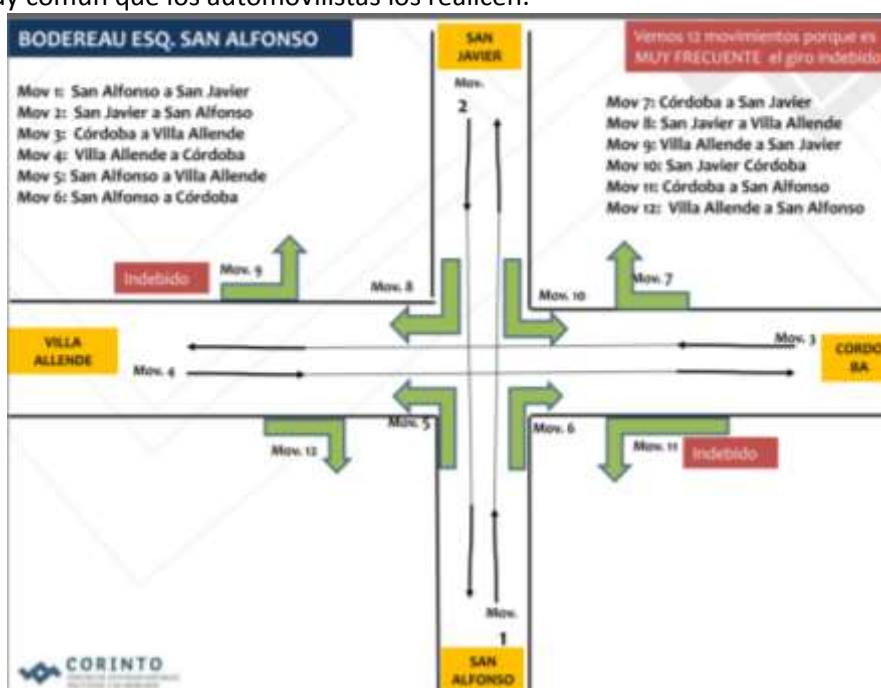 muy común que los automovilistas los realicen.
BODEREAU ESQ. SAN ALFONSO
Mov 1: San Alfonso a San Javier
Mov 2: San Javier a San Alfonso
Mov 3: Córdoba a Villa Allende
Mov 4: Villa Allende a Córdoba
Mov 5: San Alfonso a Villa Allende
Mov 6: San Alfonso a Córdoba
SAN
JAVIER
Vemos 12 movimientos porque es
MUY FRECUENTE el giro indebido
Mov 7: Córdoba a San Javier
Mov 8: San Javier a Villa Allende
Mov 9: Villa Allende a San Javier
Mov 10: San Javier Córdoba
Mov 11: Córdoba a San Alfonso
Mov 12: Villa Allende a San Alfonso
Mov.
2
Indebido
Mov. 9
Mov. 8
Mov. 10
Mov. 7
VILLA
ALLENDE
Mov. 4
Mov. 3
CORDO
BA
Mov. 12
Mov. 5
Mov. 6
Mov. 11
Indebido
Mov.
1
SAN
ALFONSO
CORINTO